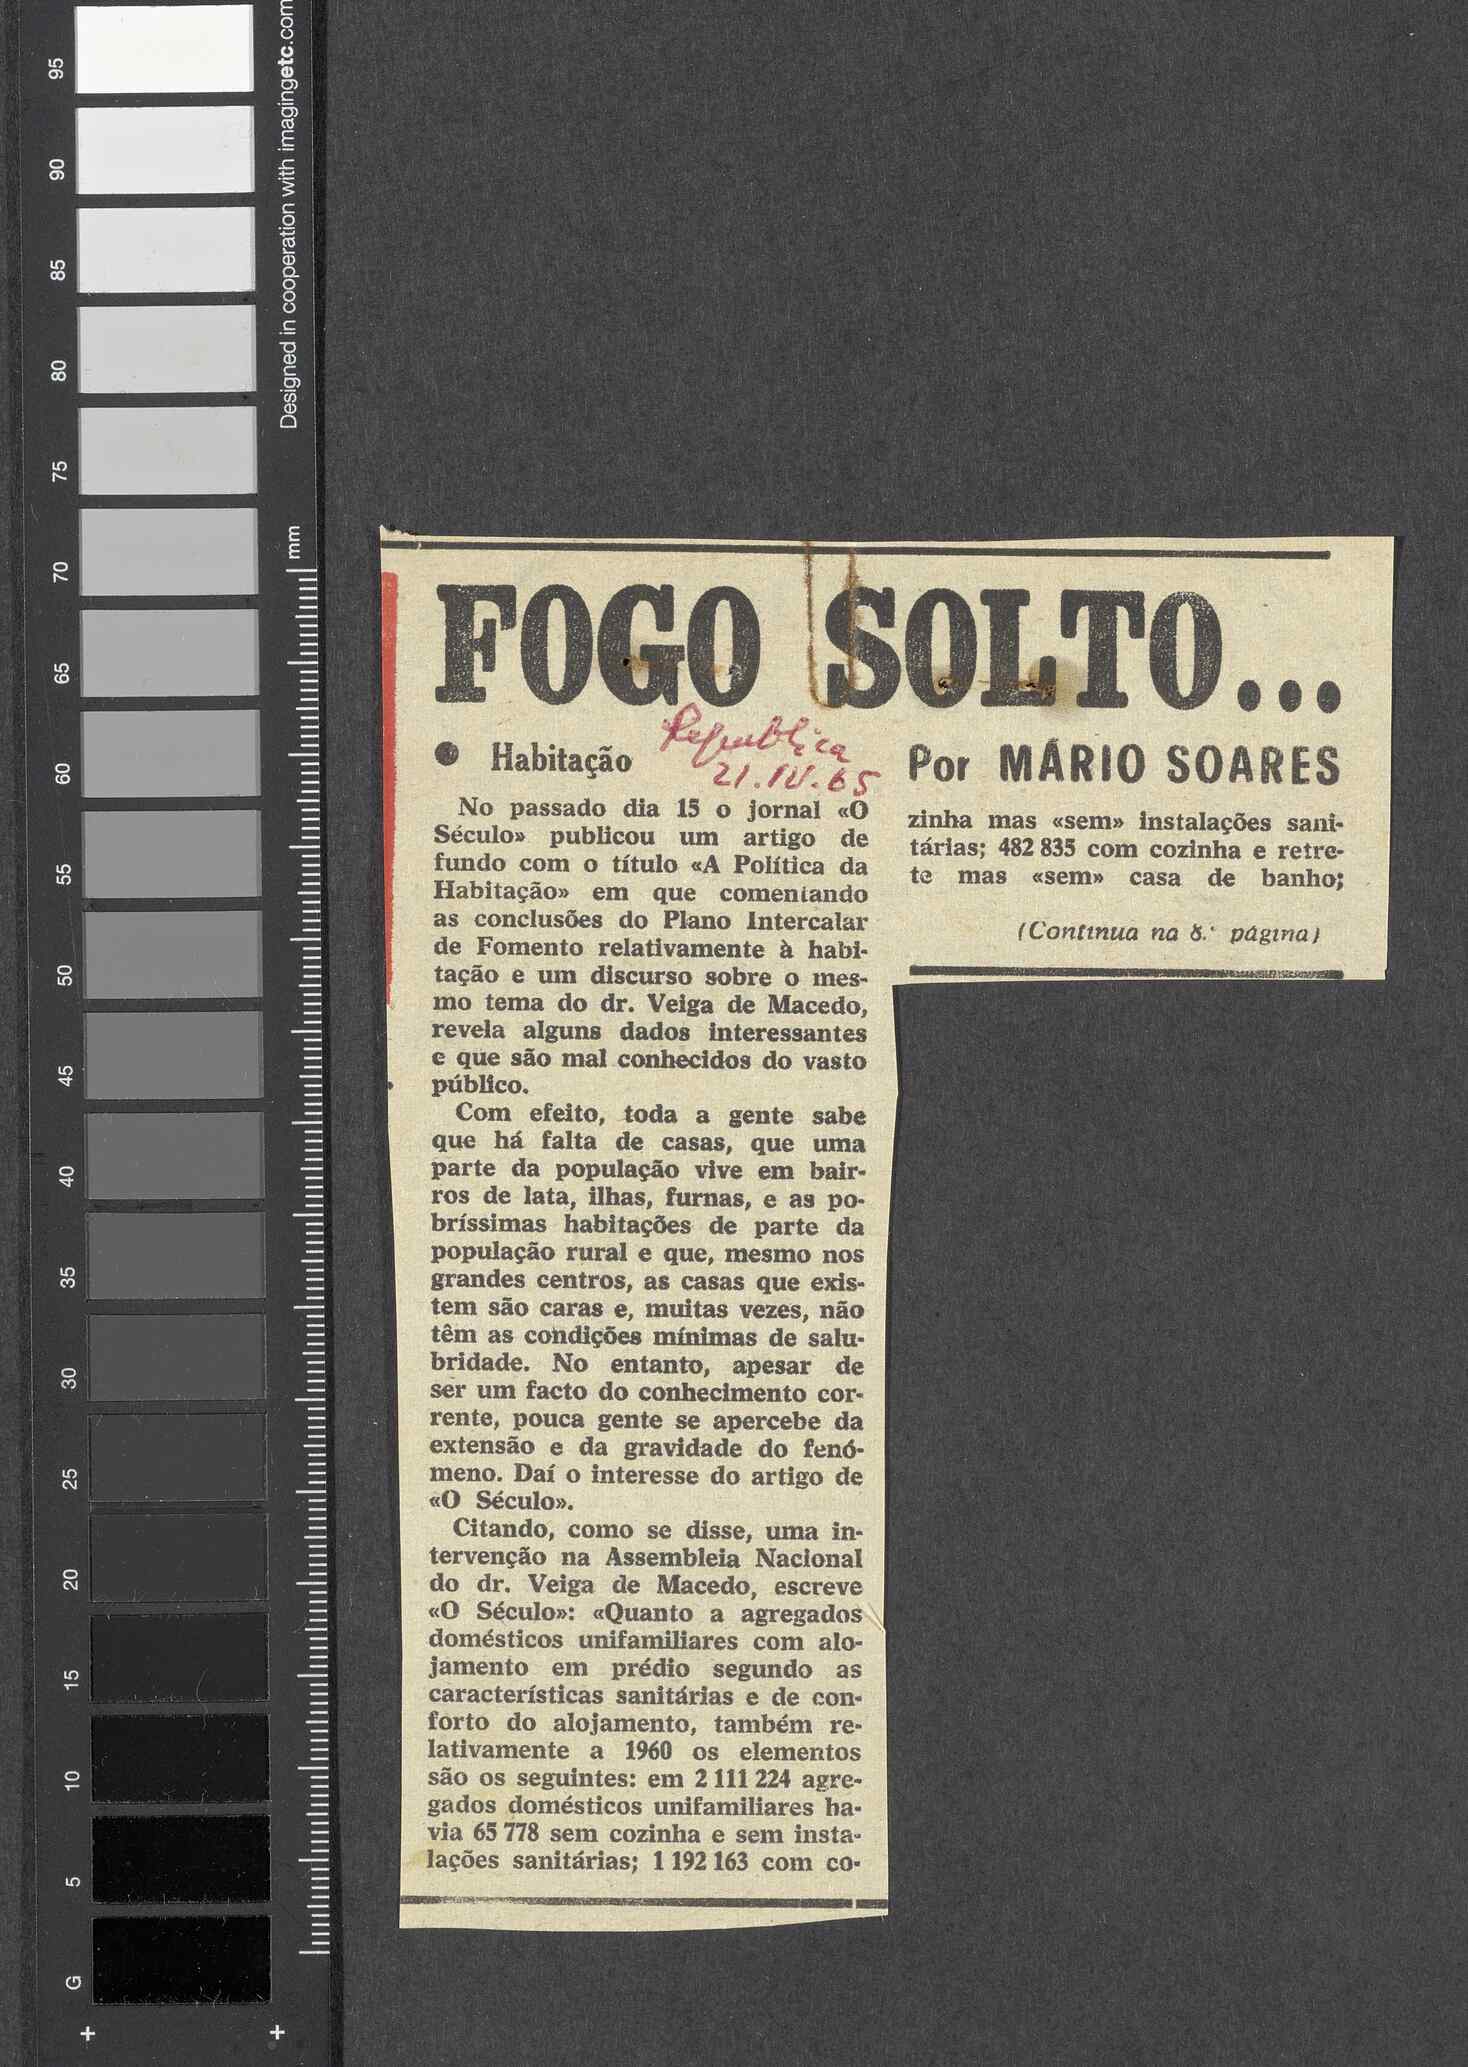 95
90
85
80
75
70
65
60
55
50
45
40
35
30
25
20
15
10
5
G
Designed in cooperation with imagingetc.com
mm
FOGO SOLTO...
Republica
21.IV.65
● Habitação
Por MÁRIO SOARES
No passado dia 15 o jornal «O
Século» publicou um artigo de
fundo com o título «A Política da
Habitação» em que comentando
as conclusões do Plano Intercalar
de Fomento relativamente à habi-
tação e um discurso sobre o mes-
mo tema do dr. Veiga de Macedo,
revela alguns dados interessantes
e que são mal conhecidos do vasto
público.
Com efeito, toda a gente sabe
que há falta de casas, que uma
parte da população vive em bair-
ros de lata, ilhas, furnas, e as po-
bríssimas habitações de parte da
população rural e que, mesmo nos
grandes centros, as casas que exis-
tem são caras e, muitas vezes, não
têm as condições mínimas de salu-
bridade. No entanto, apesar de
ser um facto do conhecimento cor-
rente, pouca gente se apercebe da
extensão e da gravidade do fenó-
meno. Daí o interesse do artigo de
«O Século».
Citando, como se disse, uma in-
tervenção na Assembleia Nacional
do dr. Veiga de Macedo, escreve
«O Século»: «Quanto a agregados
domésticos unifamiliares com alo-
jamento em prédio segundo as
características sanitárias e de con-
forto do alojamento, também re-
lativamente a 1960 os elementos
são os seguintes: em 2 111 224 agre-
gados domésticos unifamiliares ha-
via 65 778 sem cozinha e sem insta-
lações sanitárias; 1 192 163 com co-
zinha mas «sem» instalações sani-
tárias; 482 835 com cozinha e retre-
te mas «sem» casa de banho;
(Continua na 8.ª página)